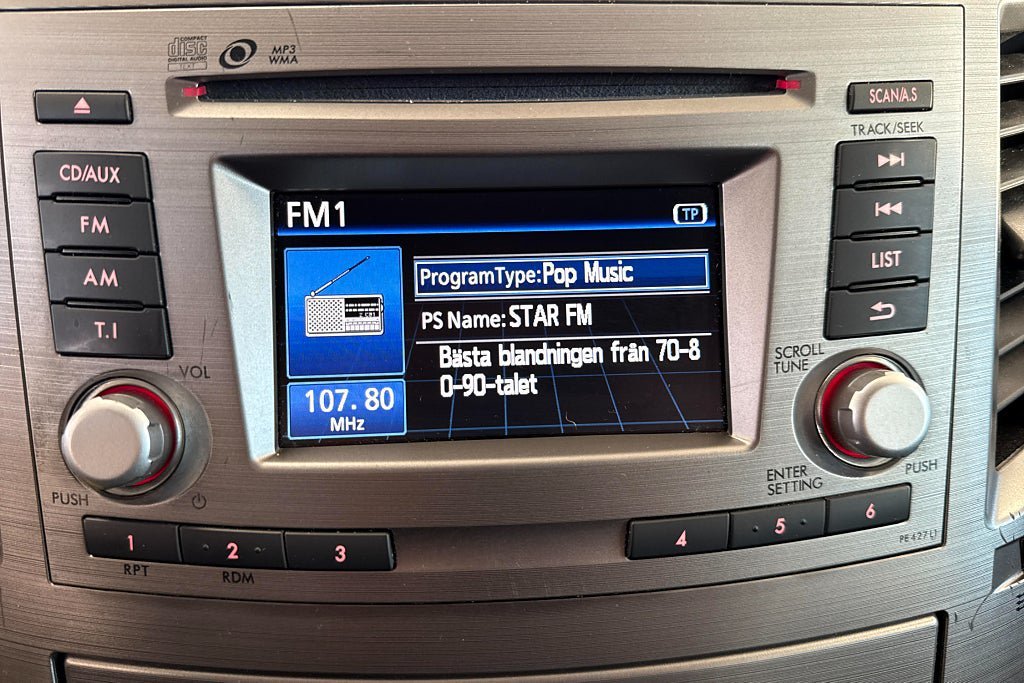 COMPACT
disc
DIGITAL AUDIO
TEXT
MP3
WMA
SCAN/A.S
TRACK/SEEK
CD/AUX
FM
AM
T.I
LIST
FM1
TP
ProgramType:Pop Music
PS Name:STAR FM
Bästa blandningen från 70-8
0-90-talet
107.80
MHz
VOL
PUSH
SCROLL
TUNE
ENTER
SETTING
PUSH
1
2
3
4
5
6
RPT
RDM
PE427L1